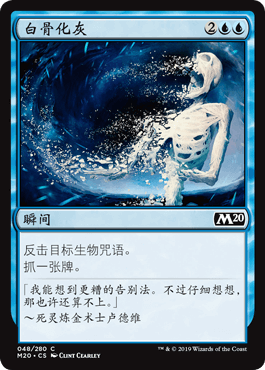 白骨化灰 2
瞬间 M20
反击目标生物咒语。
抓一张牌。
「我能想到更糟的告别法。不过仔细想想,
那也许还算不上。」
～死灵炼金术士卢德维
048/280 C
M20 • CS CLINT CEARLEY
™ & © 2019 Wizards of the Coast